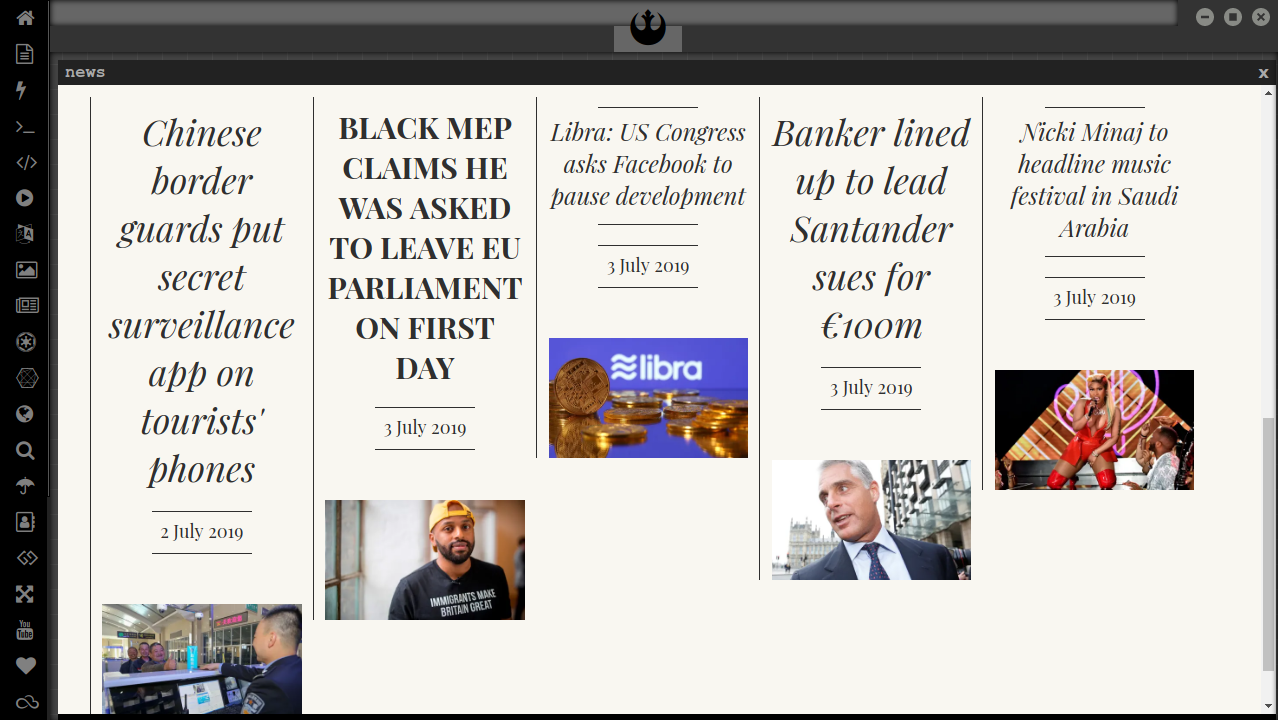 news
x
Chinese
border
guards put
secret
surveillance
app on
tourists'
phones
2 July 2019
BLACK MEP
CLAIMS HE
WAS ASKED
TO LEAVE EU
PARLIAMENT
ON FIRST
DAY
3 July 2019
IMMIGRANTS MAKE
BRITAIN GREAT
Libra: US Congress
asks Facebook to
pause development
3 July 2019
libra
Banker lined
up to lead
Santander
sues for
€100m
3 July 2019
Nicki Minaj to
headline music
festival in Saudi
Arabia
3 July 2019
You
Tube